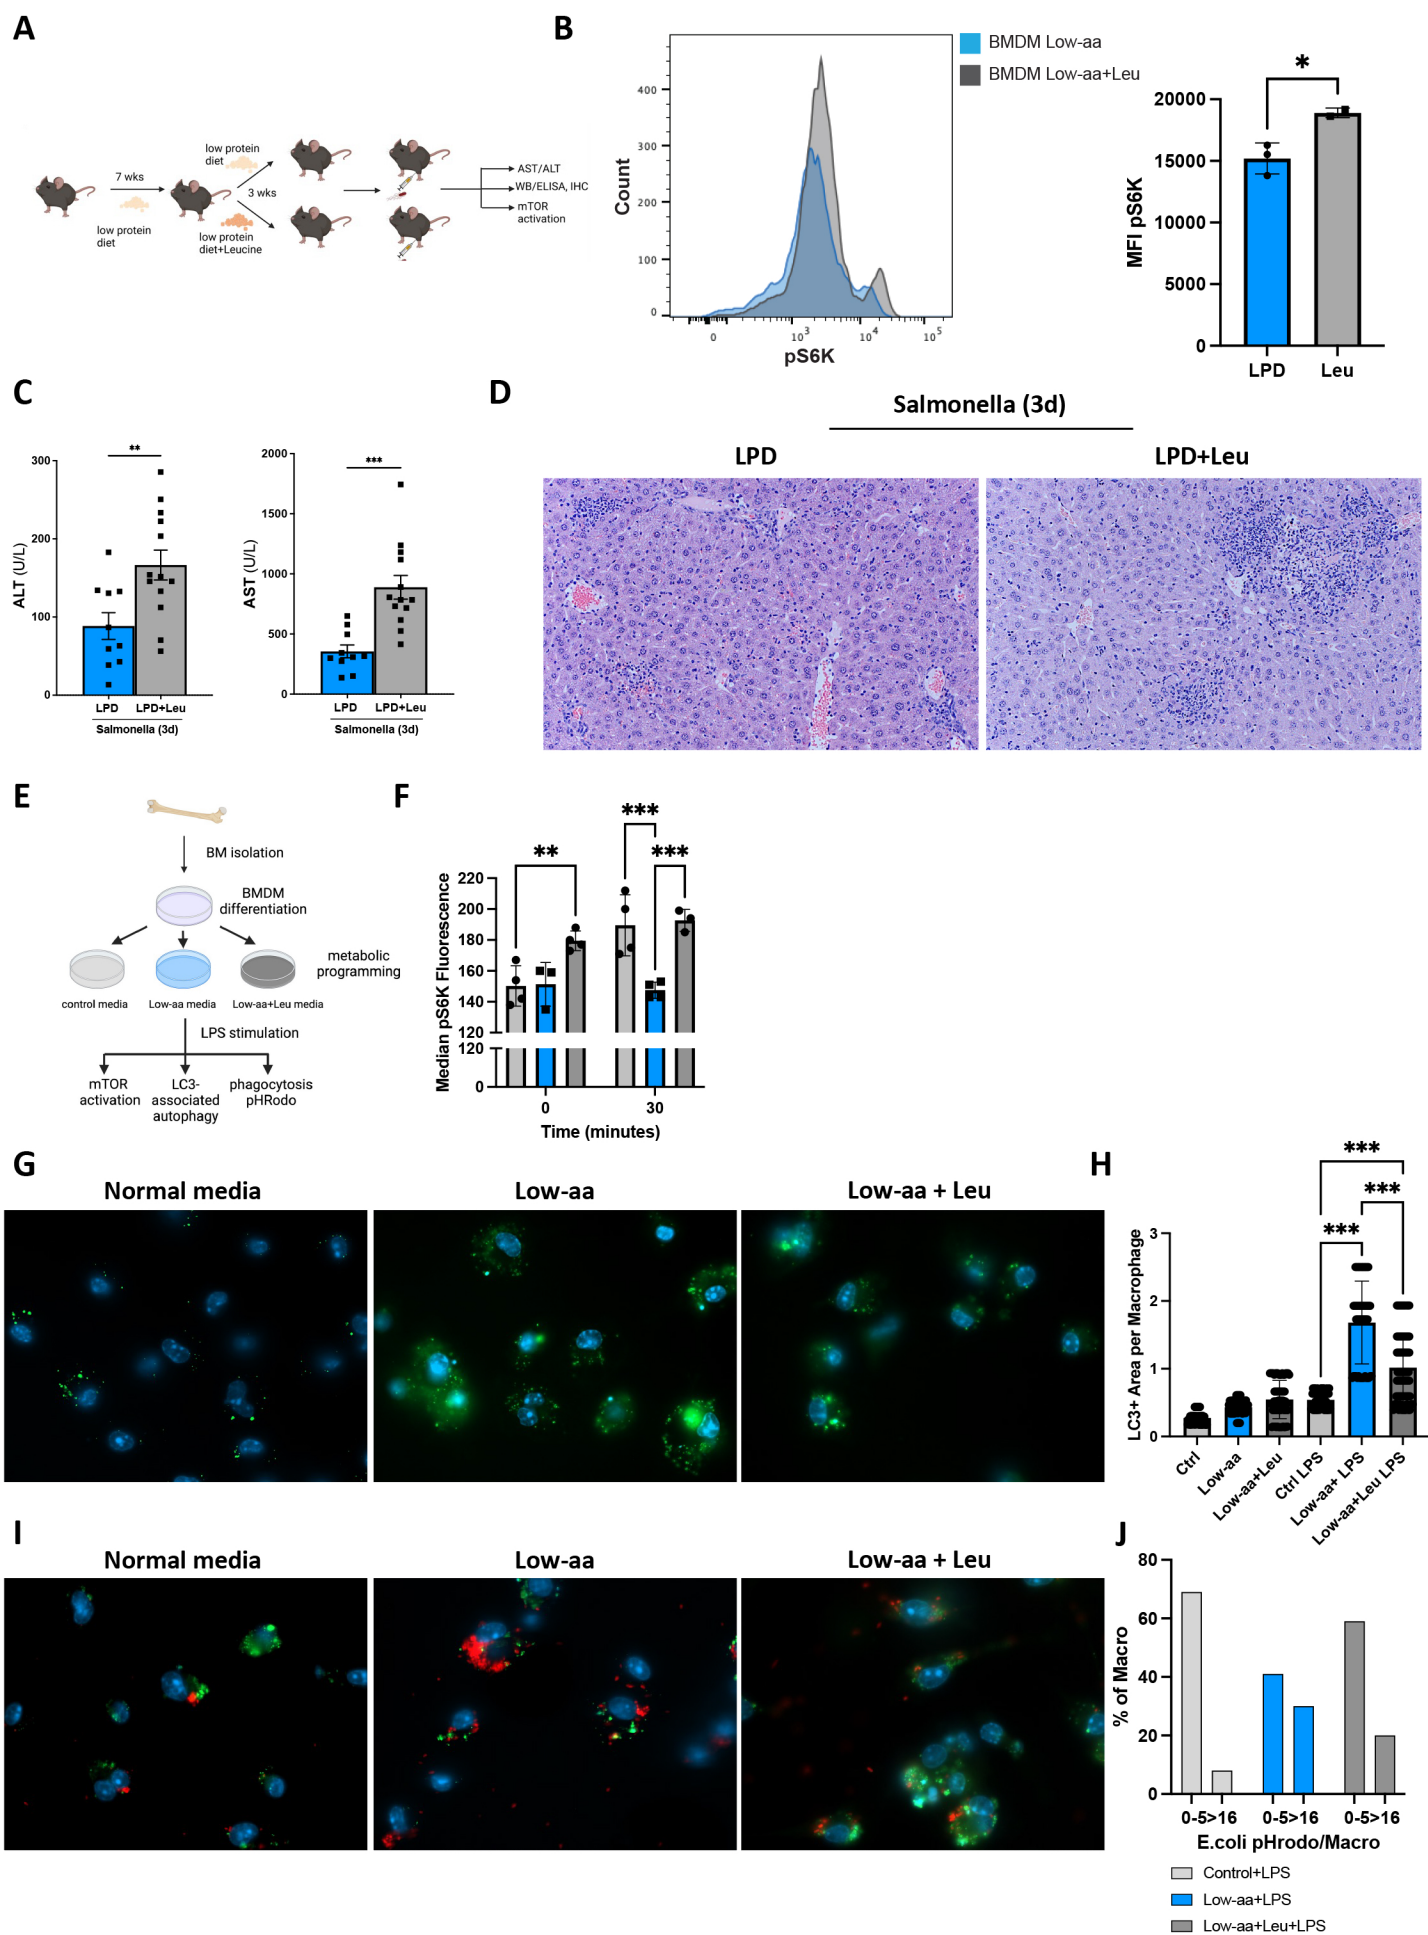 A
low protein
diet
7 wks
3 wks
low protein
diet
low protein
diet+Leucine
AST/ALT
WB/ELISA, IHC
mTOR
activation
B
BMDM Low-aa
BMDM Low-aa+Leu
Count
400
300
200
100
0
0
10^3
10^4
10^5
pS6K
*
MFI pS6K
20000
15000
10000
5000
0
LPD
Leu
C
**
ALT (U/L)
300
200
100
0
LPD
LPD+Leu
Salmonella (3d)
***
AST (U/L)
2000
1500
1000
500
0
LPD
LPD+Leu
Salmonella (3d)
D
Salmonella (3d)
LPD
LPD+Leu
E
BM isolation
BMDM
differentiation
metabolic
programming
control media
Low-aa media
Low-aa+Leu media
LPS stimulation
mTOR
activation
LC3-
associated
autophagy
phagocytosis
pHRodo
F
***
**
***
Median pS6K Fluorescence
220
200
180
160
140
120
120
0
0
30
Time (minutes)
G
Normal media
Low-aa
Low-aa + Leu
H
***
***
***
LC3+ Area per Macrophage
3
2
1
0
Ctrl
Low-aa
Low-aa+Leu
Ctrl LPS
Low-aa+ LPS
Low-aa+Leu LPS
I
Normal media
Low-aa
Low-aa + Leu
J
% of Macro
80
60
40
20
0
0-5>16
0-5>16
0-5>16
E.coli pHrodo/Macro
Control+LPS
Low-aa+LPS
Low-aa+Leu+LPS